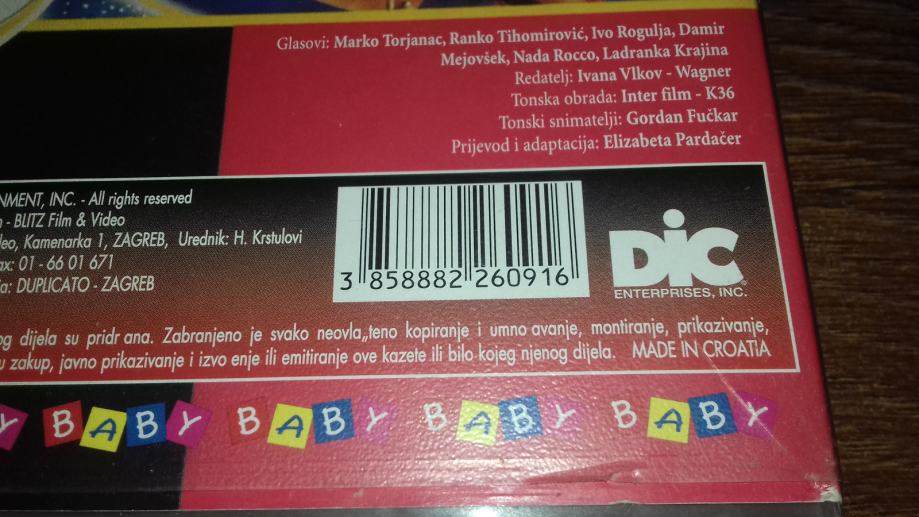 Glasovi: Marko Torjanac, Ranko Tihomirović, Ivo Rogulja, Damir
Mejovšek, Nada Rocco, Ladranka Krajina
Redatelj: Ivana Vlkov - Wagner
Tonska obrada: Inter film - K36
Tonski snimatelji: Gordan Fučkar
Prijevod i adaptacija: Elizabeta Pardačer
NMENT, INC. - All rights reserved
- BLITZ Film & Video
deo, Kamenarka 1, ZAGREB, Urednik: H. Krstulovi
ax: 01 - 66 01 671
a: DUPLICATO - ZAGREB
3 858882 260916
DIC
ENTERPRISES, INC.
og dijela su pridr ana. Zabranjeno je svako neovla„teno kopiranje i umno avanje, montiranje, prikazivanje,
u zakup, javno prikazivanje i izvo enje ili emitiranje ove kazete ili bilo kojeg njenog dijela. MADE IN CROATIA
Y BABY BABY BABY BABY